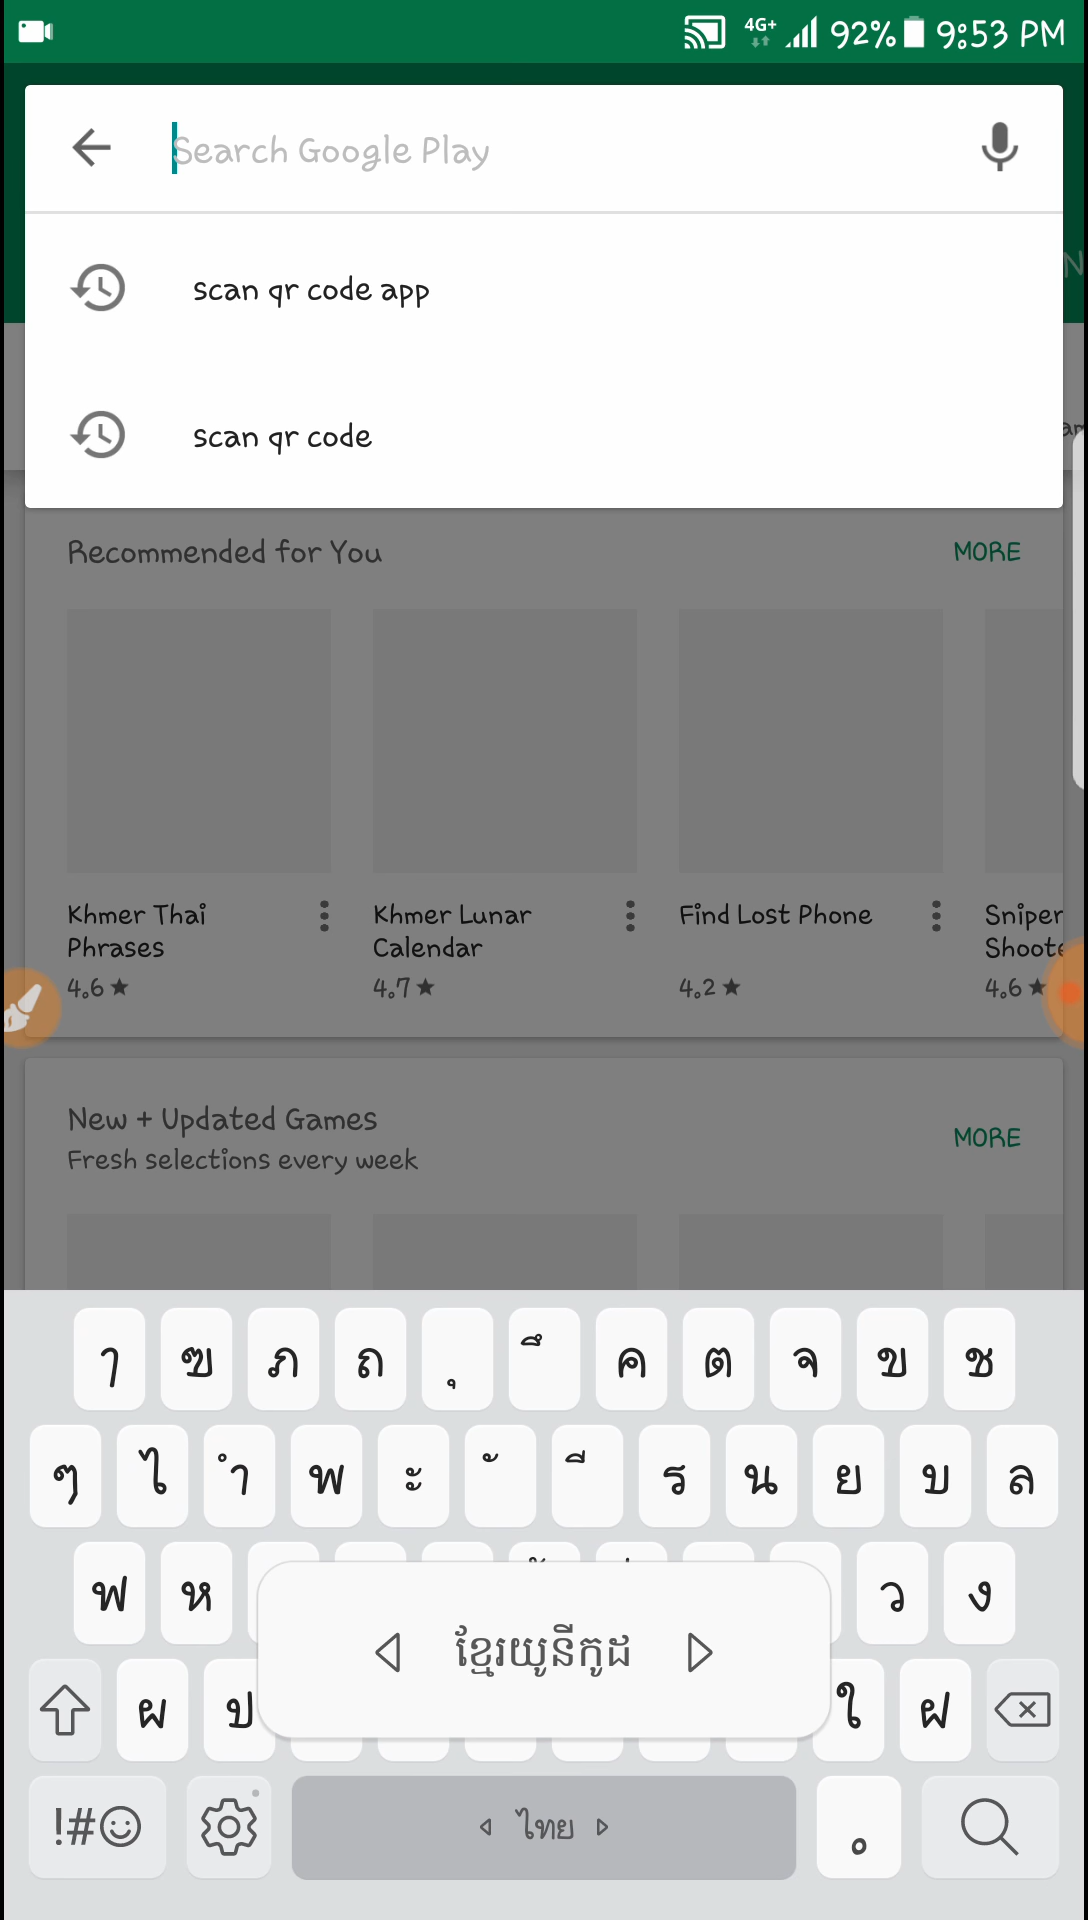 4G+ 92% 9:53 PM
Search Google Play
scan qr code app
scan qr code
Recommended for You
MORE
Khmer Thai Phrases
4.6
Khmer Lunar Calendar
4.7
Find Lost Phone
4.2
Sniper
4.6
New + Updated Games
MORE
Fresh selections every week
ๅ ฃ ภ ถ ุ ึ ค ต จ ข ช
ๆ ไ ำ พ ะ ั ี ร น ย บ ล
ฟ ห ว ง
ខ្មែរយូនីកូដ
ผ ป ใ ฝ
!#☺ ไทย .